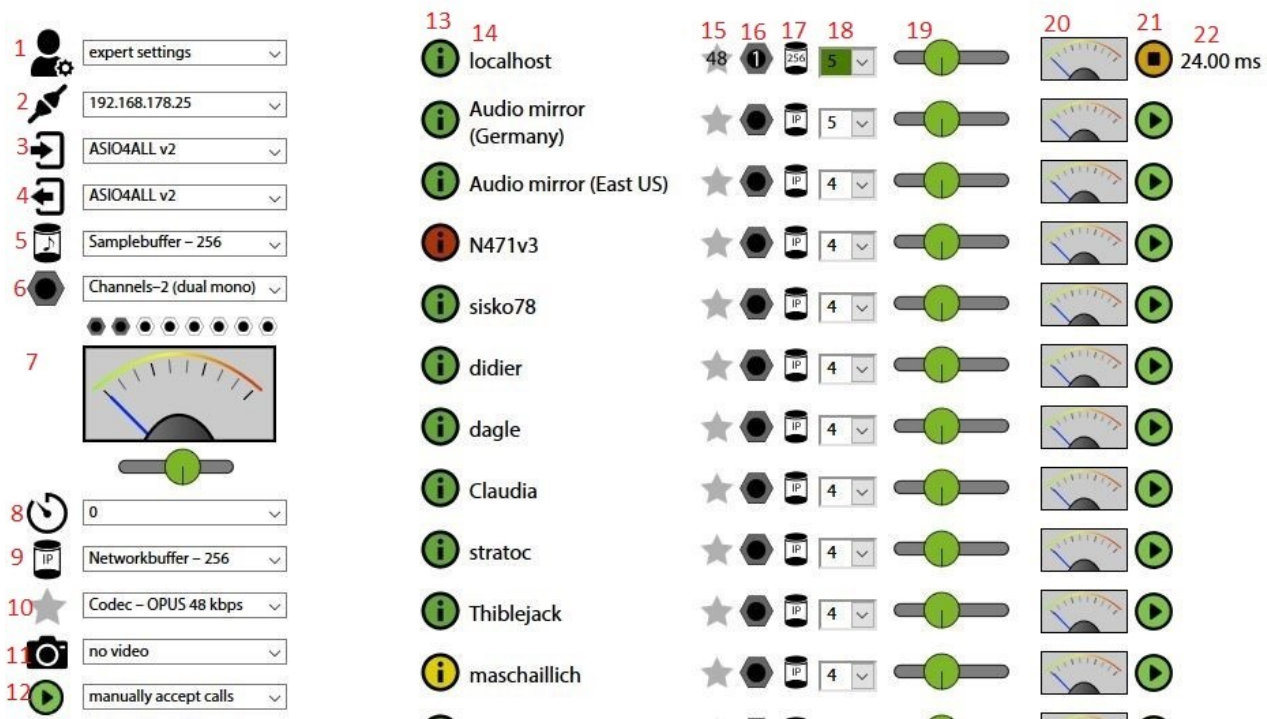 1 expert settings
2 192.168.178.25
3 ASIO4ALL v2
4 ASIO4ALL v2
5 Samplebuffer – 256
6 Channels–2 (dual mono)
7
8 0
9 IP Networkbuffer – 256
10 Codec – OPUS 48 kbps
11 no video
12 manually accept calls
13 14 15 16 17 18 19 20 21 22
i localhost 48 1 256 5 24.00 ms
i Audio mirror
(Germany) IP 5
i Audio mirror (East US) IP 4
i N471v3 IP 4
i sisko78 IP 4
i didier IP 4
i dagle IP 4
i Claudia IP 4
i stratoc IP 4
i Thiblejack IP 4
i maschaillich IP 4